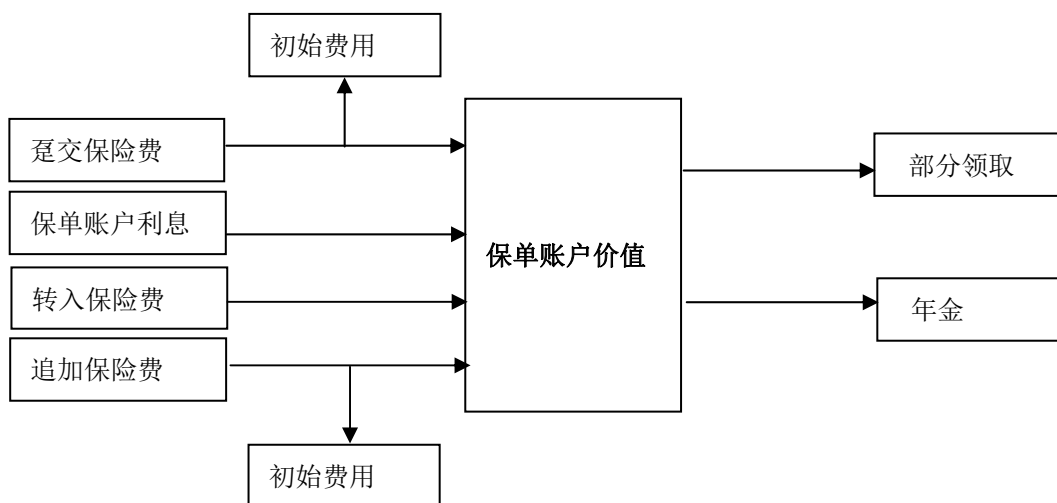 初始费用
趸交保险费
保单账户利息
转入保险费
追加保险费
保单账户价值
部分领取
年金
初始费用